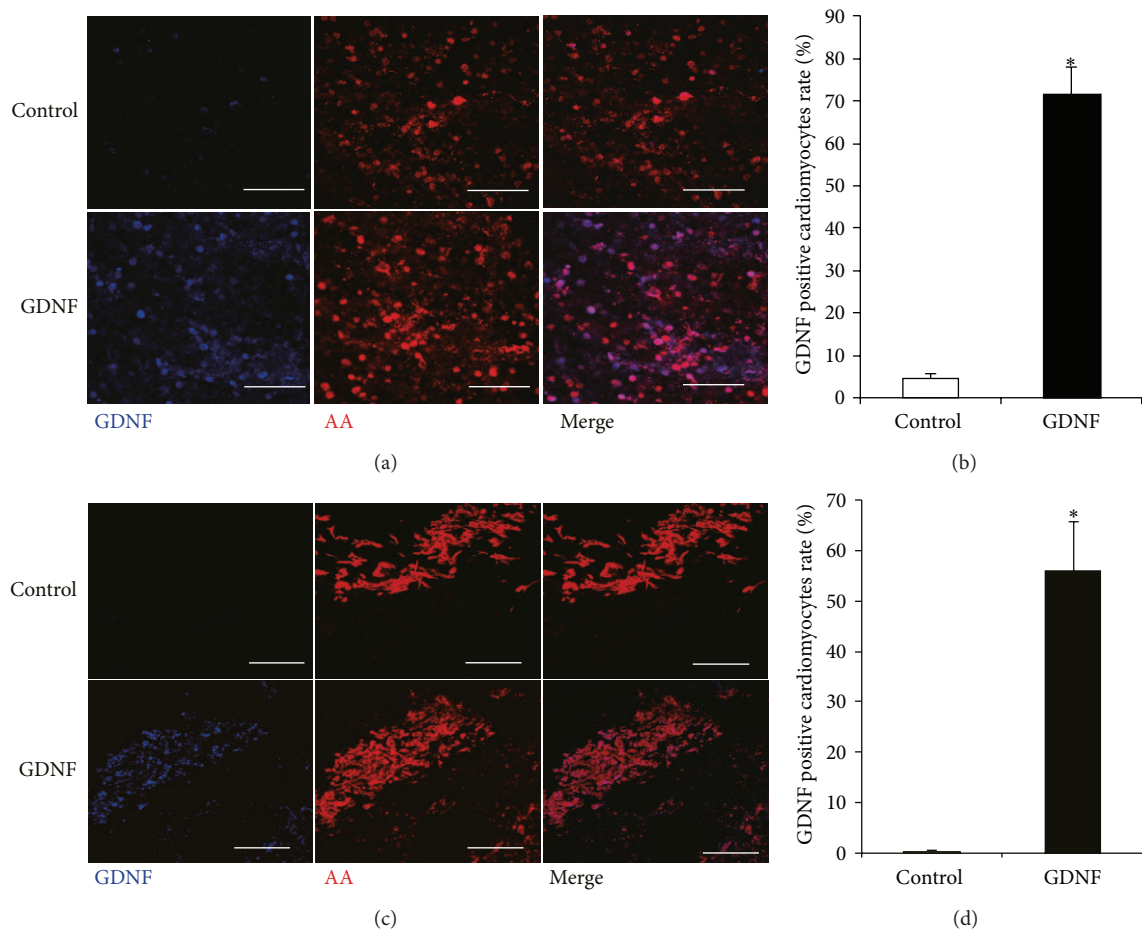 Control
GDNF
GDNF AA Merge
(a)
GDNF positive cardiomyocytes rate (%)
90
80
70
60
50
40
30
20
10
0
*
Control GDNF
(b)
Control
GDNF
GDNF AA Merge
(c)
GDNF positive cardiomyocytes rate (%)
70
60
50
40
30
20
10
0
*
Control GDNF
(d)